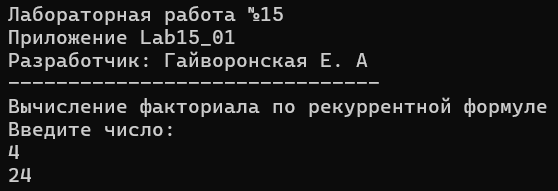 Лабораторная работа №15
Приложение Lab15_01
Разработчик: Гайворонская Е. А
-------------------------------
Вычисление факториала по рекуррентной формуле
Введите число:
4
24